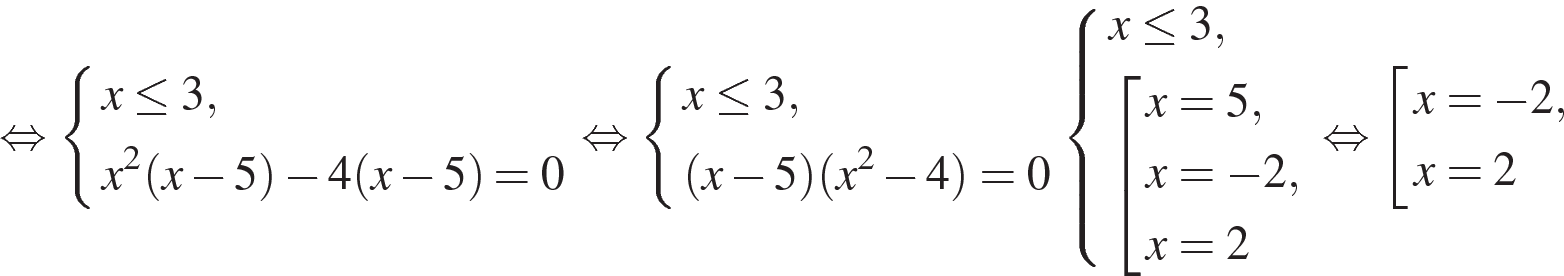 ⇔ { x ≤ 3, x²(x − 5) − 4(x − 5) = 0 ⇔ { x ≤ 3, (x − 5)(x² − 4) = 0 { x ≤ 3, [ x = 5, x = −2, x = 2 ⇔ [ x = −2, x = 2